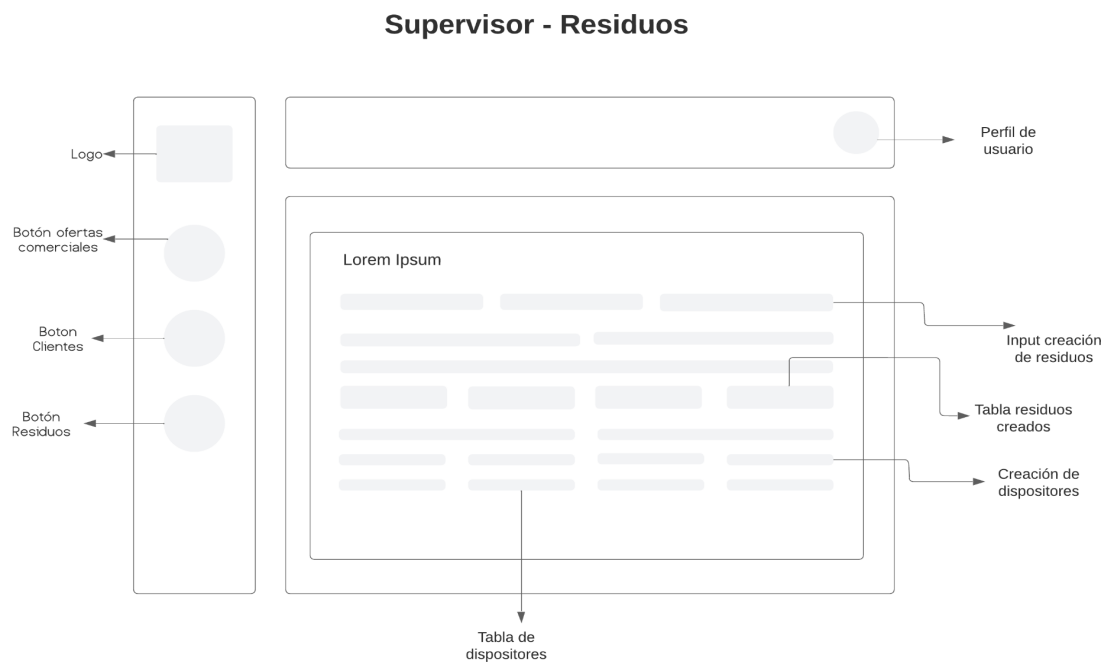 Supervisor - Residuos
Logo
Botón ofertas
comerciales
Boton
Clientes
Botón
Residuos
Perfil de
usuario
Lorem Ipsum
Input creación
de residuos
Tabla residuos
creados
Creación de
dispositores
Tabla de
dispositores